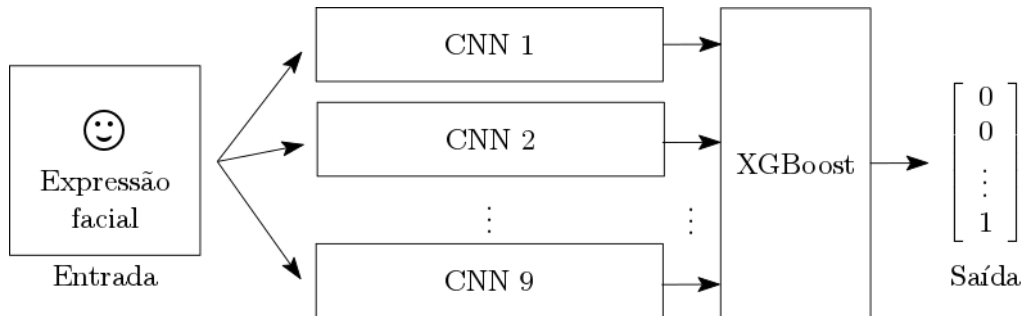 Expressão
facial
Entrada
CNN 1
CNN 2
⋮
CNN 9
⋮
XGBoost
0
0
⋮
1
Saída